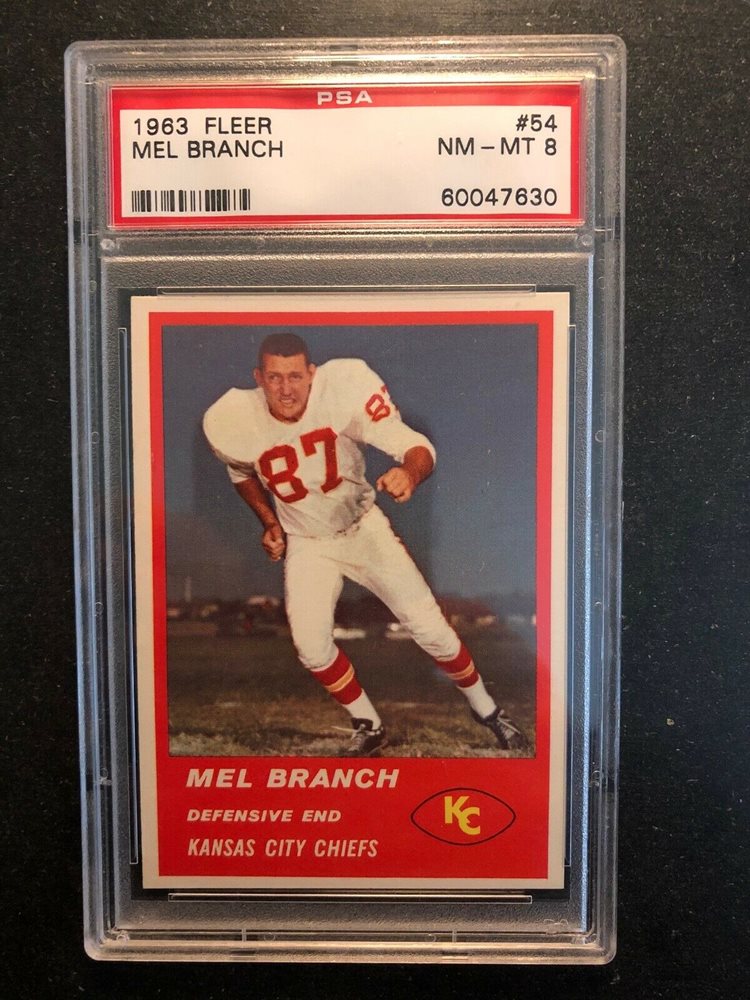 PSA
1963 FLEER #54
MEL BRANCH NM – MT 8
60047630
87
87
MEL BRANCH
DEFENSIVE END
KANSAS CITY CHIEFS
KC